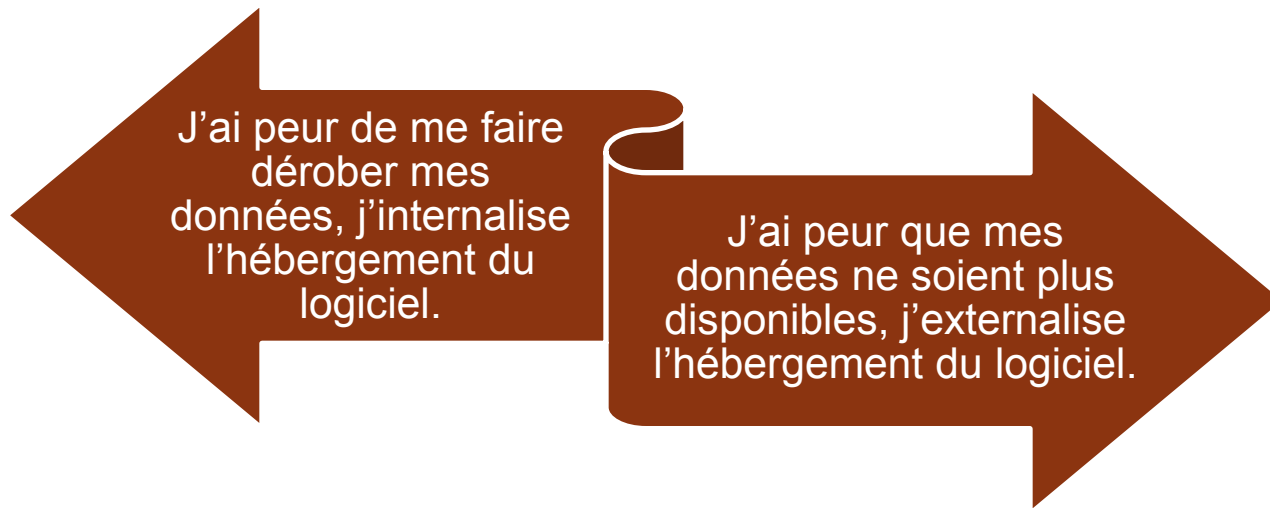 J’ai peur de me faire
dérober mes
données, j’internalise
l’hébergement du
logiciel.
J’ai peur que mes
données ne soient plus
disponibles, j’externalise
l’hébergement du logiciel.